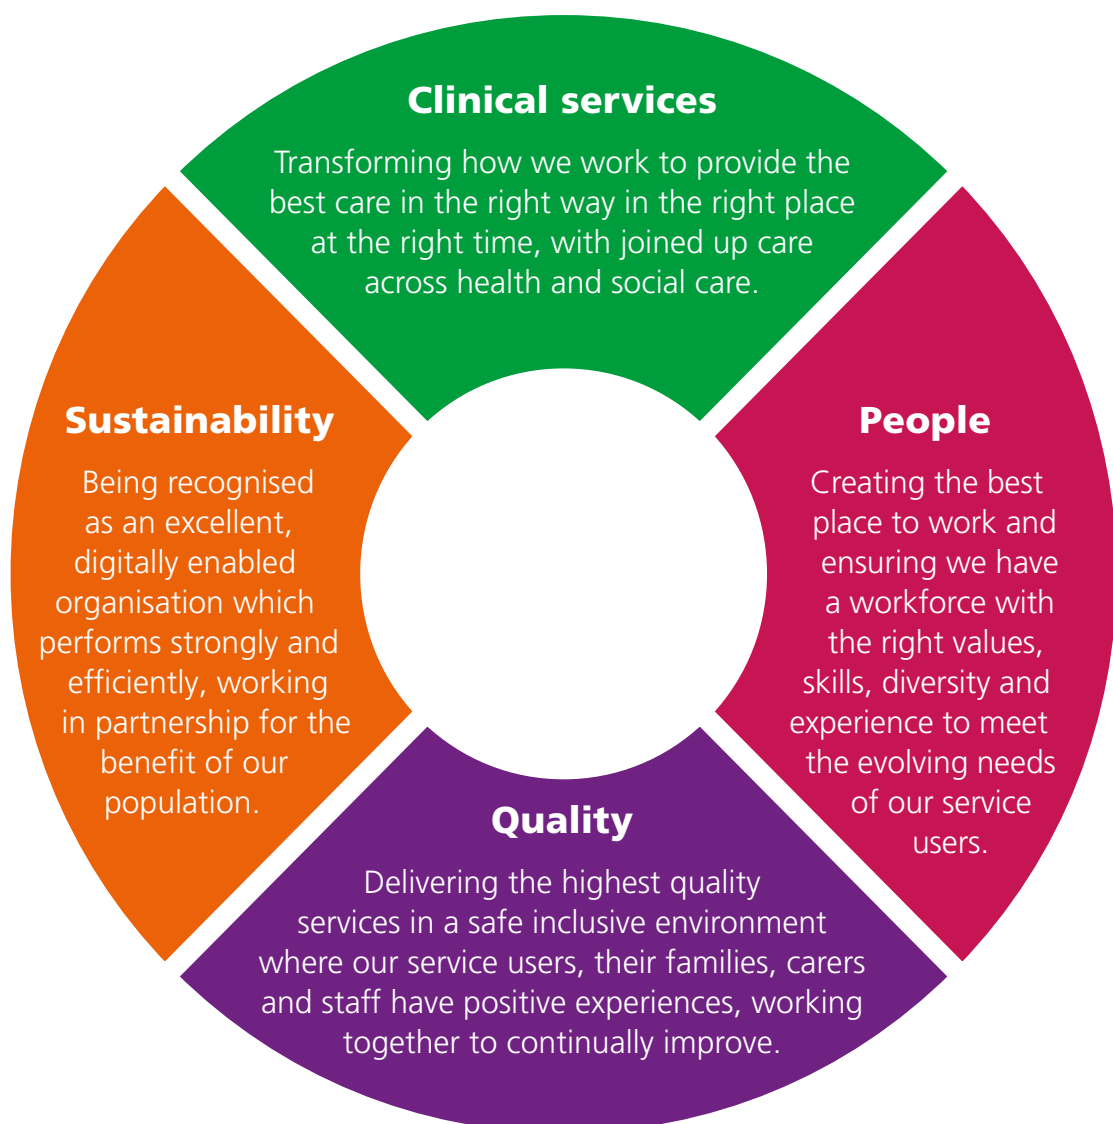 Clinical services
Transforming how we work to provide the
best care in the right way in the right place
at the right time, with joined up care
across health and social care.
People
Creating the best
place to work and
ensuring we have
a workforce with
the right values,
skills, diversity and
experience to meet
the evolving needs
of our service
users.
Quality
Delivering the highest quality
services in a safe inclusive environment
where our service users, their families, carers
and staff have positive experiences, working
together to continually improve.
Sustainability
Being recognised
as an excellent,
digitally enabled
organisation which
performs strongly and
efficiently, working
in partnership for the
benefit of our
population.